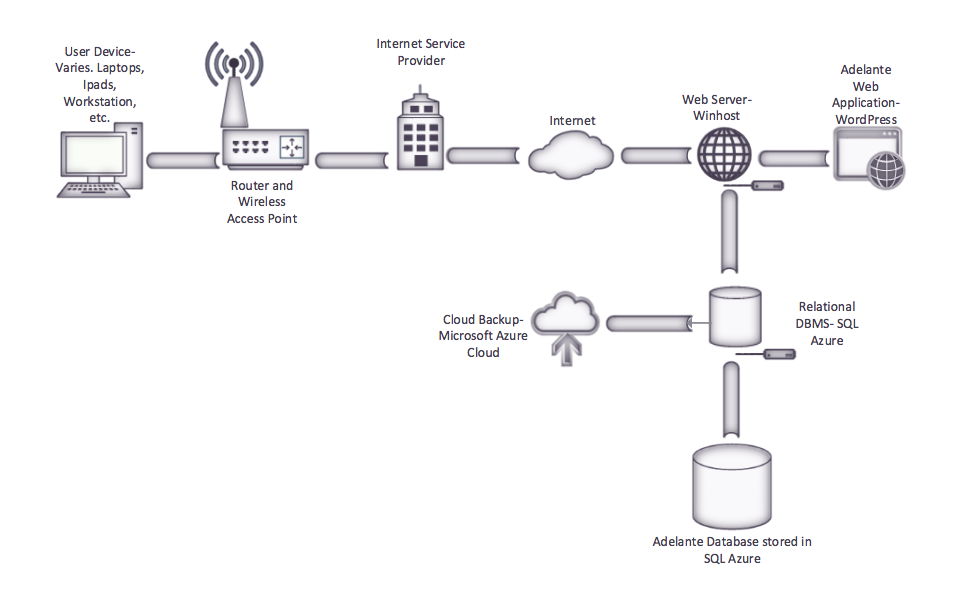 User Device-
Varies. Laptops,
Ipads,
Workstation,
etc.
Router and
Wireless
Access Point
Internet Service
Provider
Internet
Web Server-
Winhost
Adelante
Web
Application-
WordPress
Cloud Backup-
Microsoft Azure
Cloud
Relational
DBMS- SQL
Azure
Adelante Database stored in
SQL Azure